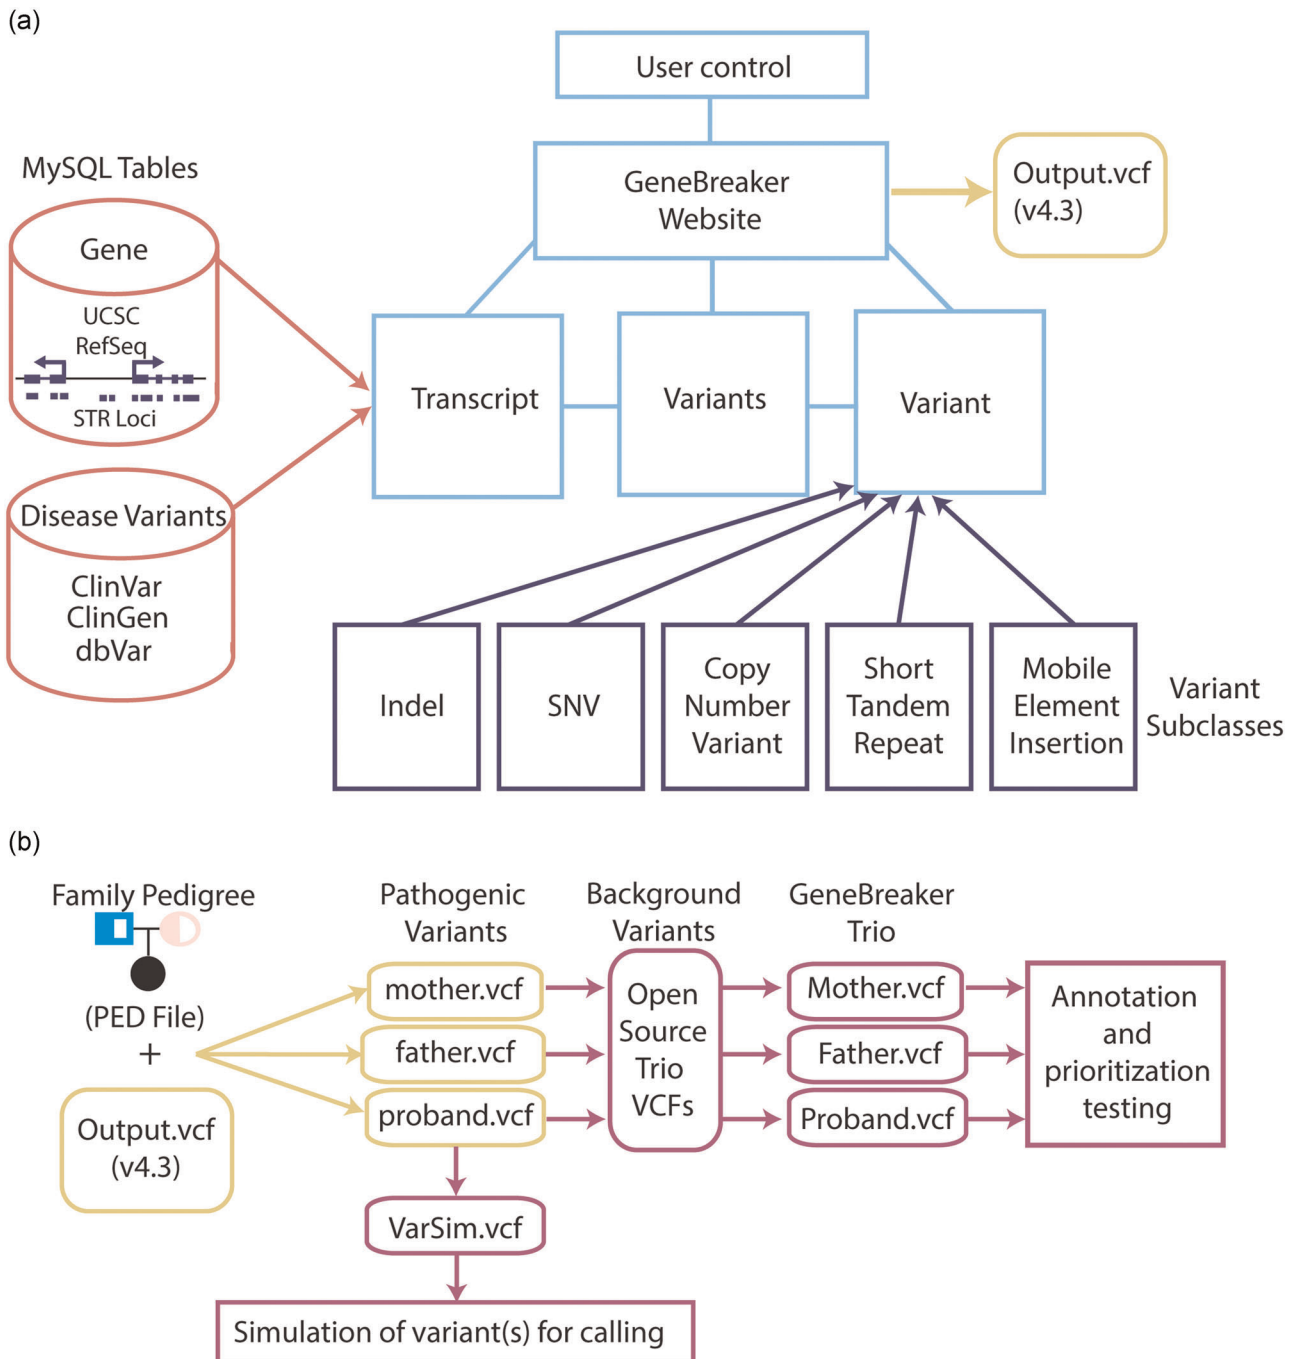 (a)
User control
MySQL Tables
GeneBreaker
Website
Output.vcf
(v4.3)
Gene
UCSC
RefSeq
STR Loci
Transcript
Variants
Variant
Disease Variants
ClinVar
ClinGen
dbVar
Indel
SNV
Copy
Number
Variant
Short
Tandem
Repeat
Mobile
Element
Insertion
Variant
Subclasses
(b)
Family Pedigree
(PED File)
+
Output.vcf
(v4.3)
Pathogenic
Variants
mother.vcf
father.vcf
proband.vcf
VarSim.vcf
Simulation of variant(s) for calling
Background
Variants
Open
Source
Trio
VCFs
GeneBreaker
Trio
Mother.vcf
Father.vcf
Proband.vcf
Annotation
and
prioritization
testing